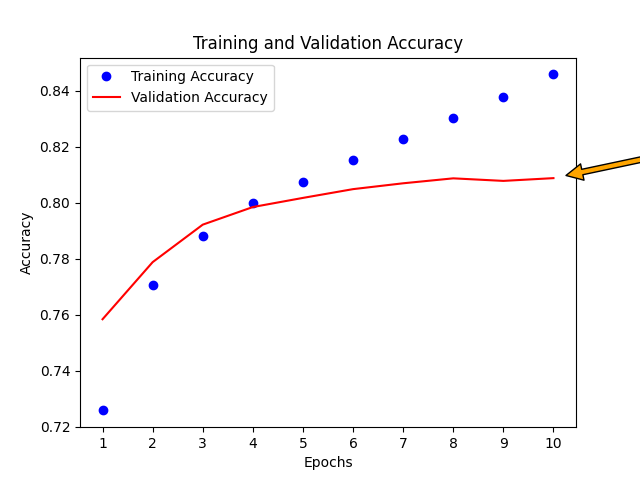 Training and Validation Accuracy
Training Accuracy
Validation Accuracy
0.84
0.82
0.80
0.78
0.76
0.74
0.72
Accuracy
1 2 3 4 5 6 7 8 9 10
Epochs